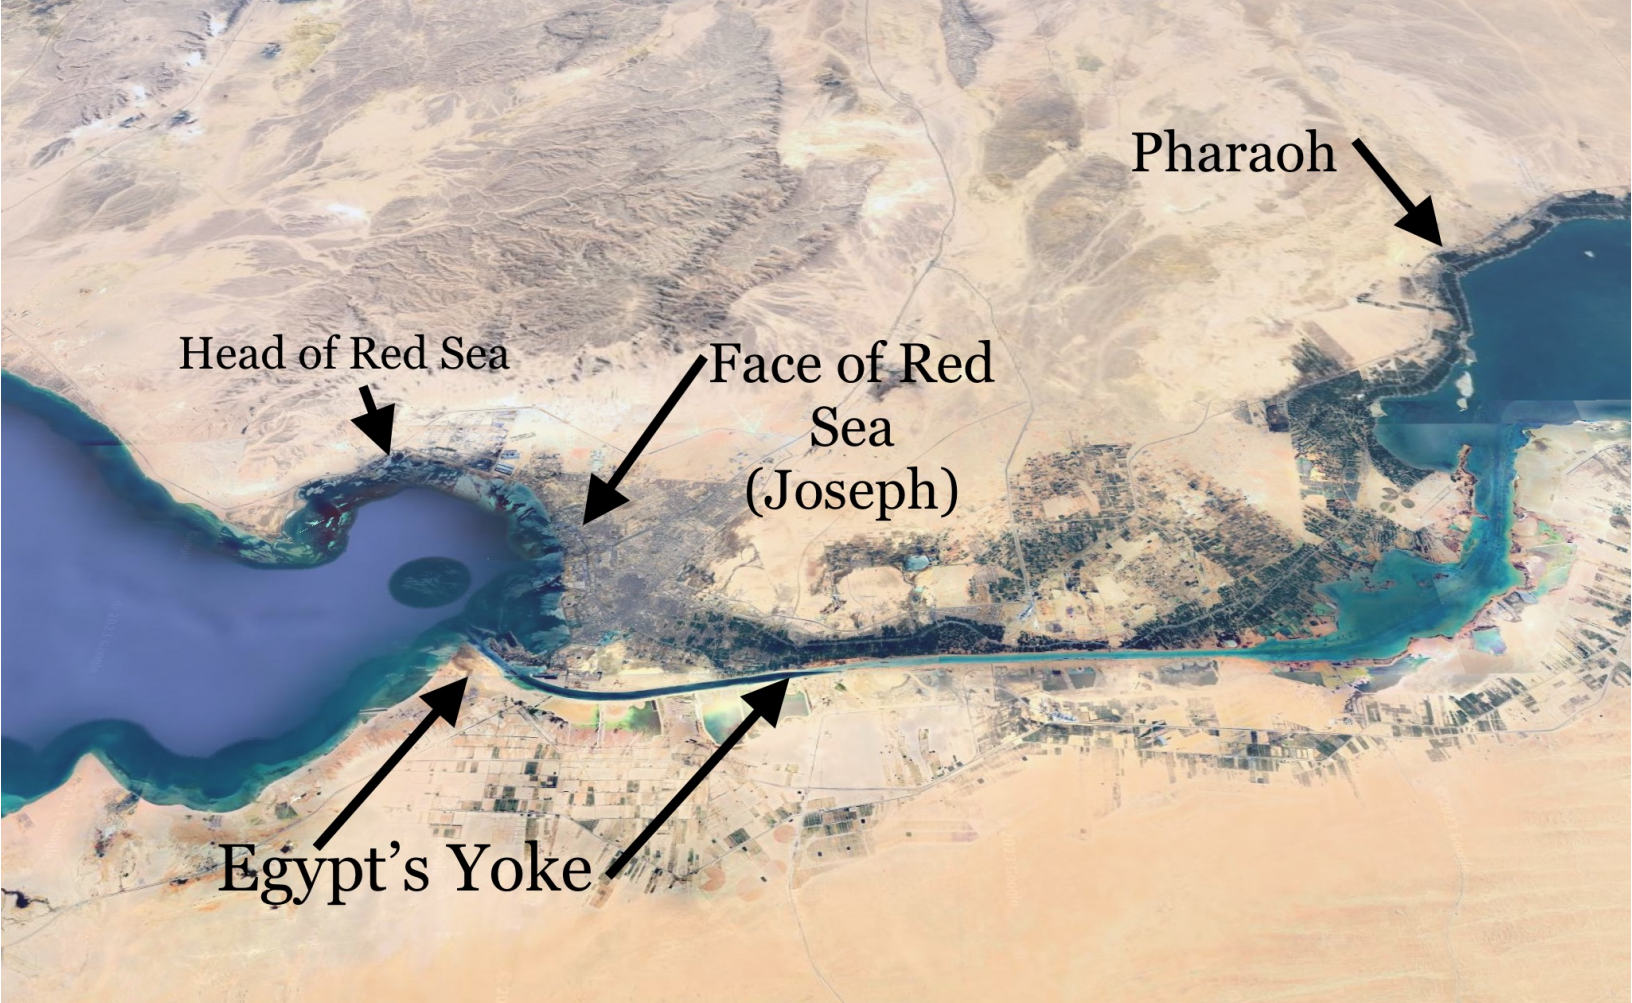 Pharaoh
Head of Red Sea
Face of Red
Sea
(Joseph)
Egypt’s Yoke